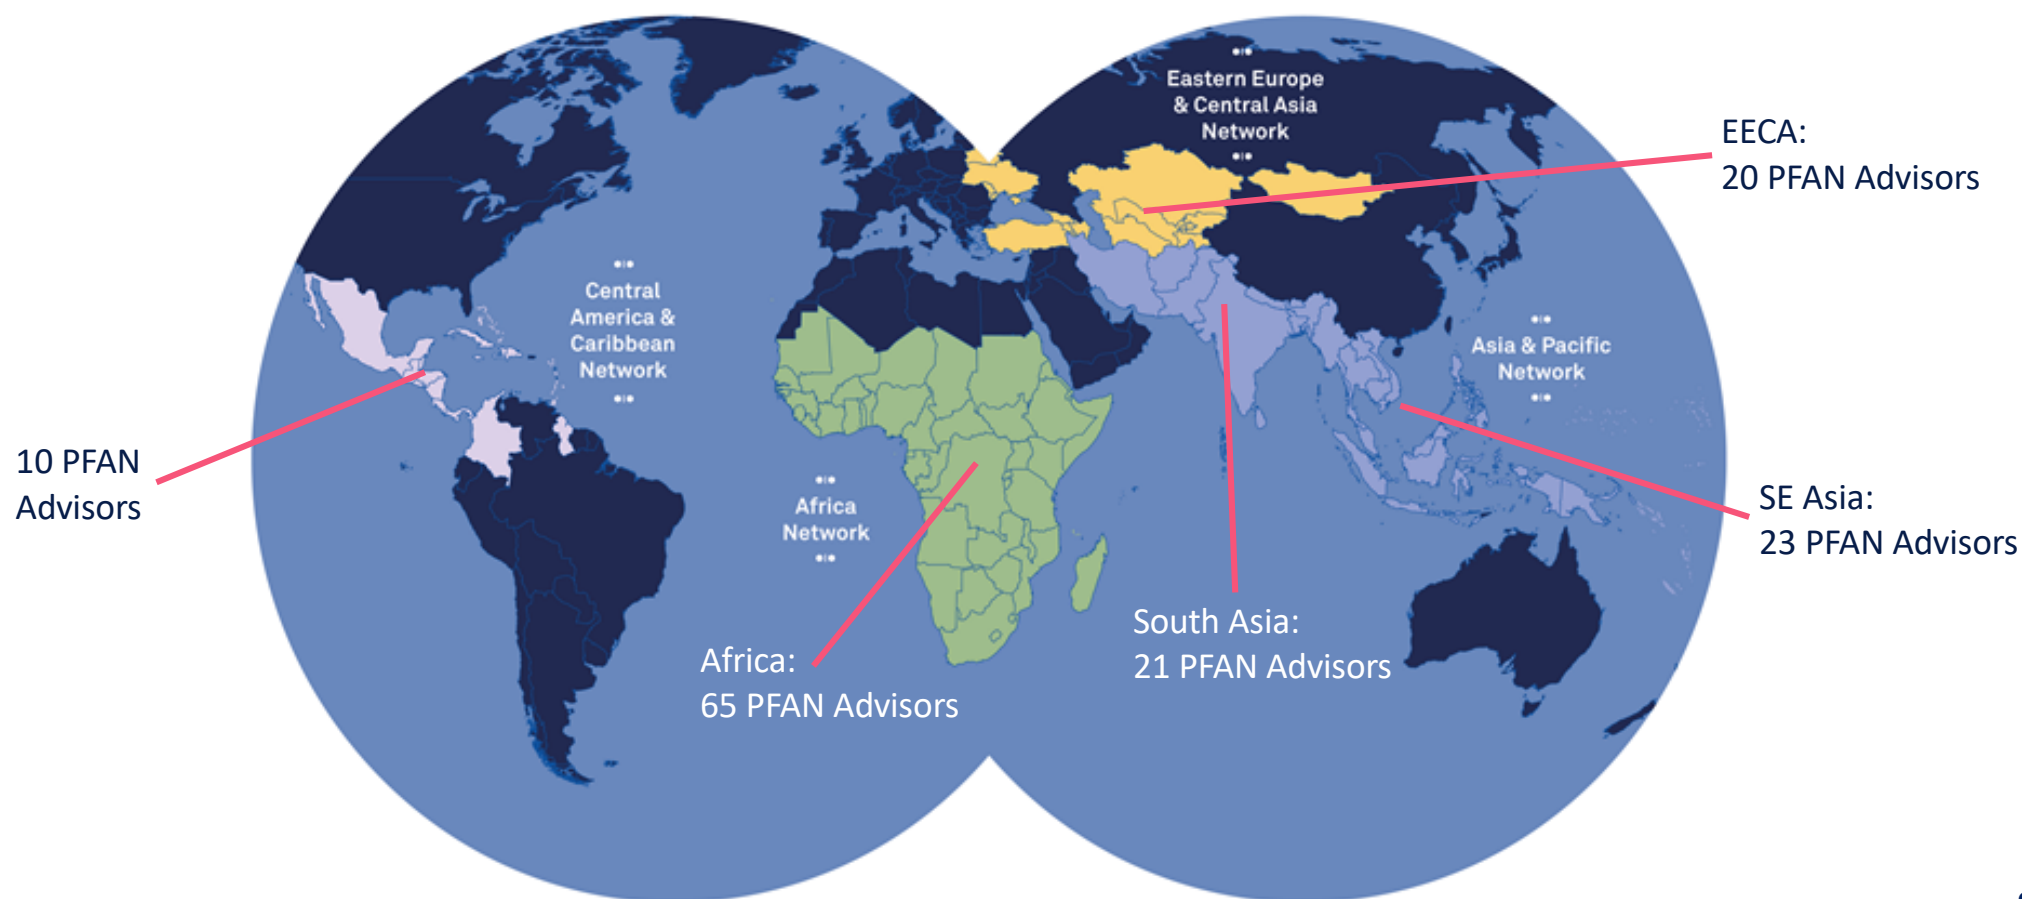 Eastern Europe
& Central Asia
Network
EECA:
20 PFAN Advisors
Central
America &
Caribbean
Network
Asia & Pacific
Network
10 PFAN
Advisors
Africa
Network
SE Asia:
23 PFAN Advisors
South Asia:
21 PFAN Advisors
Africa:
65 PFAN Advisors